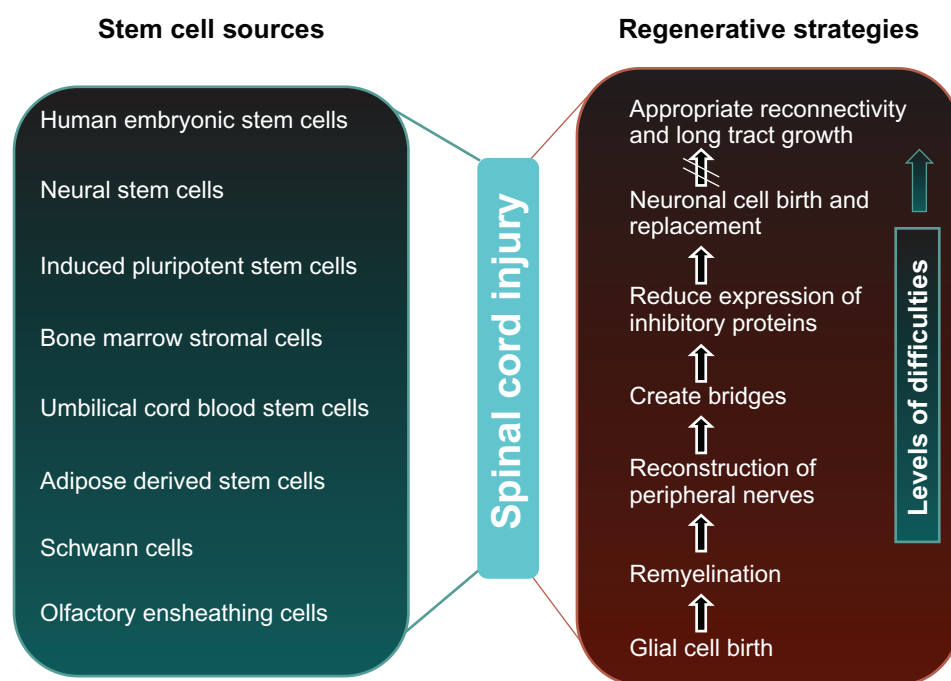 Stem cell sources
Human embryonic stem cells
Neural stem cells
Induced pluripotent stem cells
Bone marrow stromal cells
Umbilical cord blood stem cells
Adipose derived stem cells
Schwann cells
Olfactory ensheathing cells
Spinal cord injury
Regenerative strategies
Appropriate reconnectivity
and long tract growth
Neuronal cell birth and
replacement
Reduce expression of
inhibitory proteins
Create bridges
Reconstruction of
peripheral nerves
Remyelination
Glial cell birth
Levels of difficulties